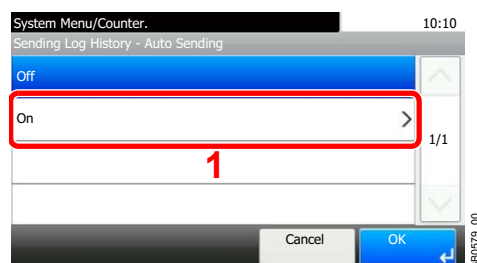 System Menu/Counter. 10:10
Sending Log History - Auto Sending
Off
On
1/1
1
Cancel OK